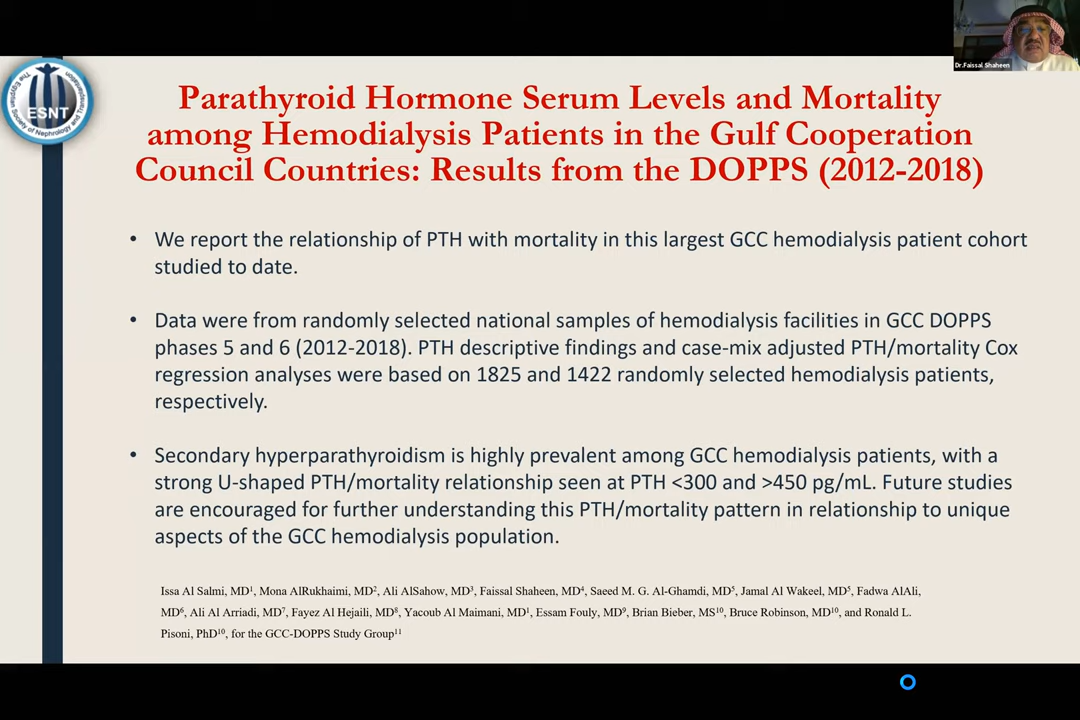 Dr.Faissal Shaheen
The Egyptian Society of Nephrology and Transplantation
ESNT
Parathyroid Hormone Serum Levels and Mortality
among Hemodialysis Patients in the Gulf Cooperation
Council Countries: Results from the DOPPS (2012-2018)
• We report the relationship of PTH with mortality in this largest GCC hemodialysis patient cohort
studied to date.
• Data were from randomly selected national samples of hemodialysis facilities in GCC DOPPS
phases 5 and 6 (2012-2018). PTH descriptive findings and case-mix adjusted PTH/mortality Cox
regression analyses were based on 1825 and 1422 randomly selected hemodialysis patients,
respectively.
• Secondary hyperparathyroidism is highly prevalent among GCC hemodialysis patients, with a
strong U-shaped PTH/mortality relationship seen at PTH <300 and >450 pg/mL. Future studies
are encouraged for further understanding this PTH/mortality pattern in relationship to unique
aspects of the GCC hemodialysis population.
Issa Al Salmi, MD¹, Mona AlRukhaimi, MD², Ali AlSahow, MD³, Faissal Shaheen, MD⁴, Saeed M. G. Al-Ghamdi, MD⁵, Jamal Al Wakeel, MD⁵, Fadwa AlAli,
MD⁶, Ali Al Arriadi, MD⁷, Fayez Al Hejaili, MD⁸, Yacoub Al Maimani, MD¹, Essam Fouly, MD⁹, Brian Bieber, MS¹⁰, Bruce Robinson, MD¹⁰, and Ronald L.
Pisoni, PhD¹⁰, for the GCC-DOPPS Study Group¹¹